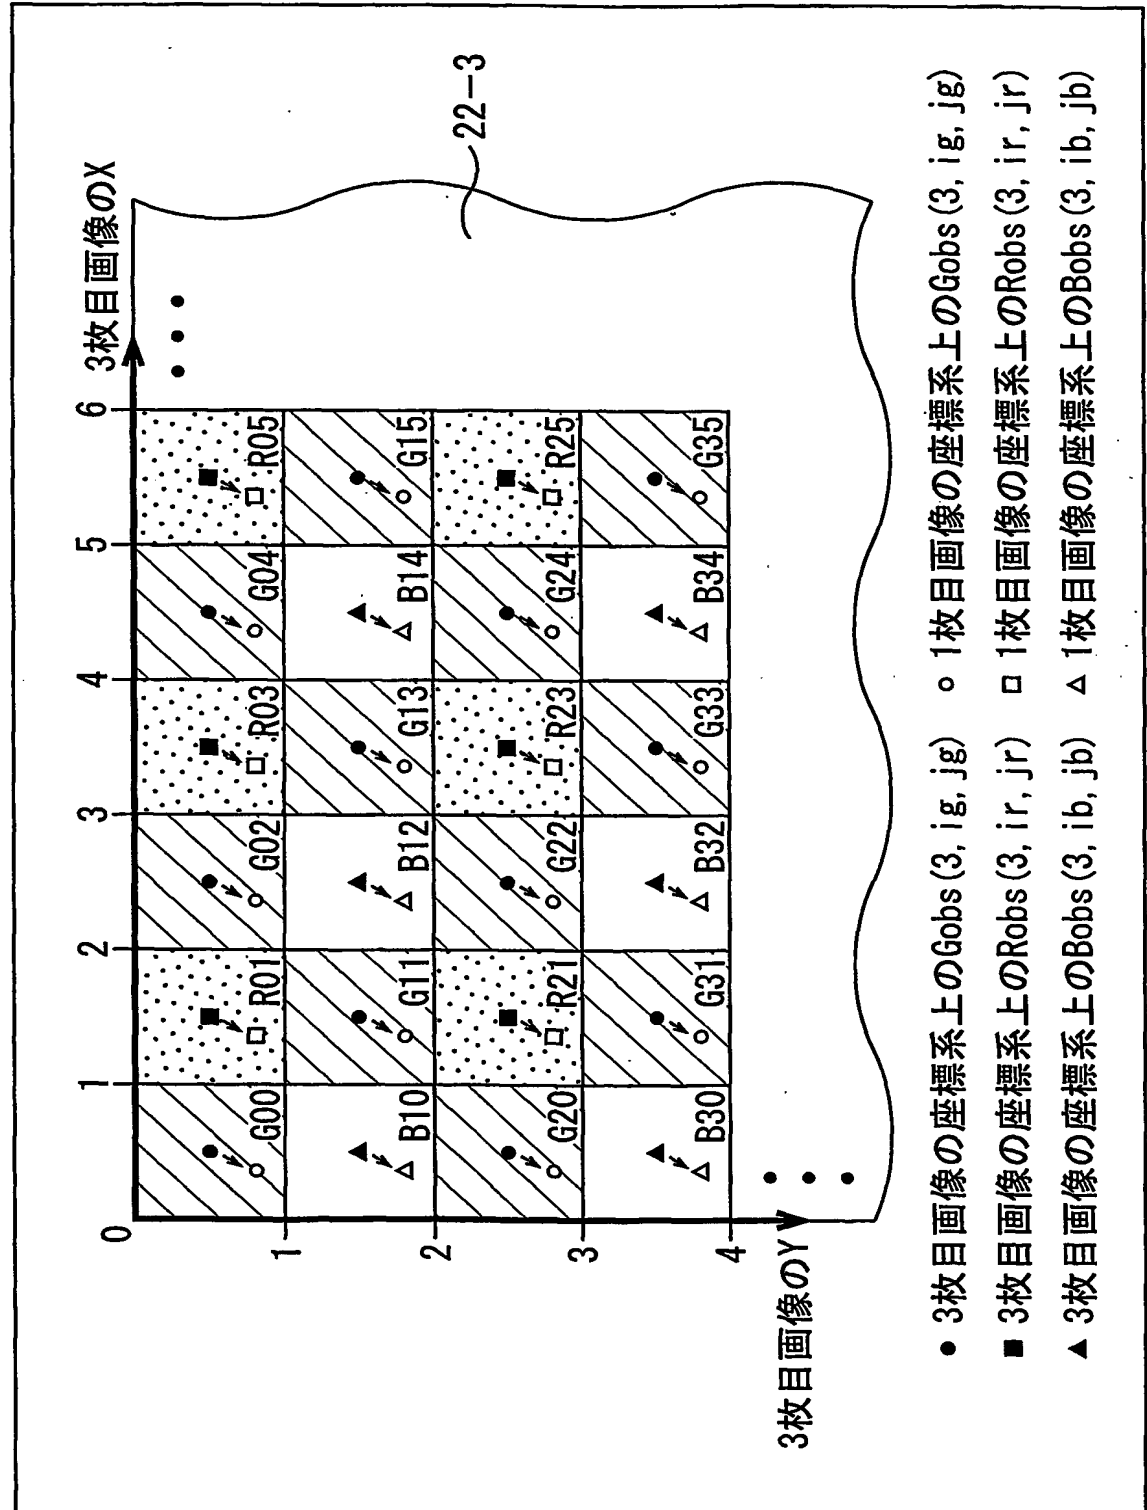 3枚目画像のX
22-3
0 1 2 3 4 5 6
G00 R01 G02 R03 G04 R05
1
B10 G11 B12 G13 B14 G15
2
G20 R21 G22 R23 G24 R25
3
B30 G31 B32 G33 B34 G35
4
3枚目画像のY
● 3枚目画像の座標系上のGobs(3, ig, jg) ○ 1枚目画像の座標系上のGobs(3, ig, jg)
■ 3枚目画像の座標系上のRobs(3, ir, jr) □ 1枚目画像の座標系上のRobs(3, ir, jr)
▲ 3枚目画像の座標系上のBobs(3, ib, jb) △ 1枚目画像の座標系上のBobs(3, ib, jb)